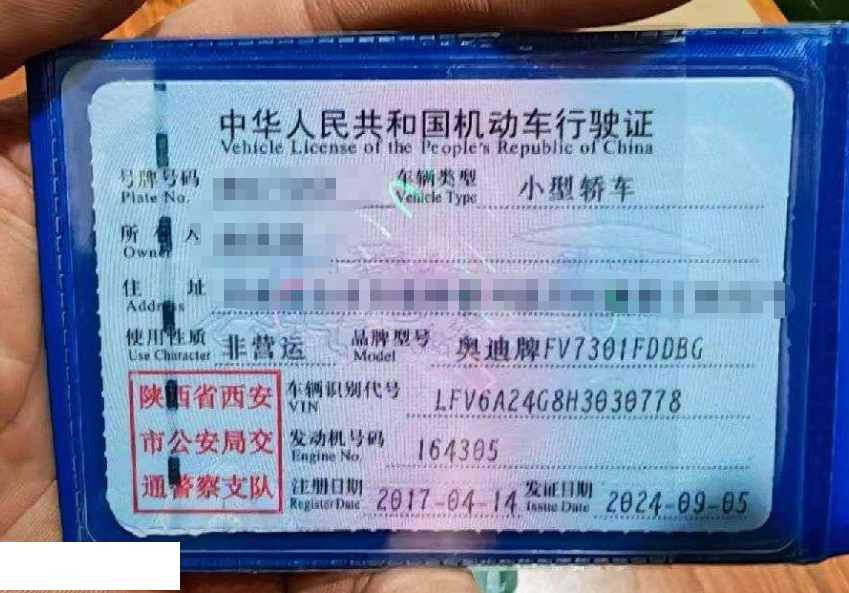 中华人民共和国机动车行驶证
Vehicle License of the People's Republic of China
号牌号码 车辆类型 小型轿车
Plate No. Vehicle Type
所 人
Owner
住 址
Address
使用性质 非营运 品牌型号 奥迪牌FV7301FDDBG
Use Character Model
陕西省西安
市公安局交
通警察支队
车辆识别代号 LFV6A24G8H3030778
VIN
发动机号码 164305
Engine No.
注册日期 2017-04-14 发证日期 2024-09-05
Register Date Issue Date